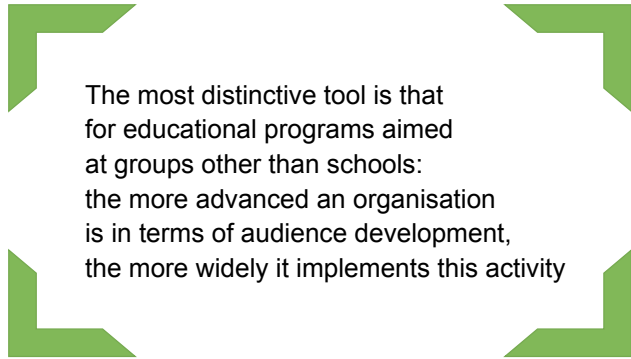 The most distinctive tool is that
for educational programs aimed
at groups other than schools:
the more advanced an organisation
is in terms of audience development,
the more widely it implements this activity